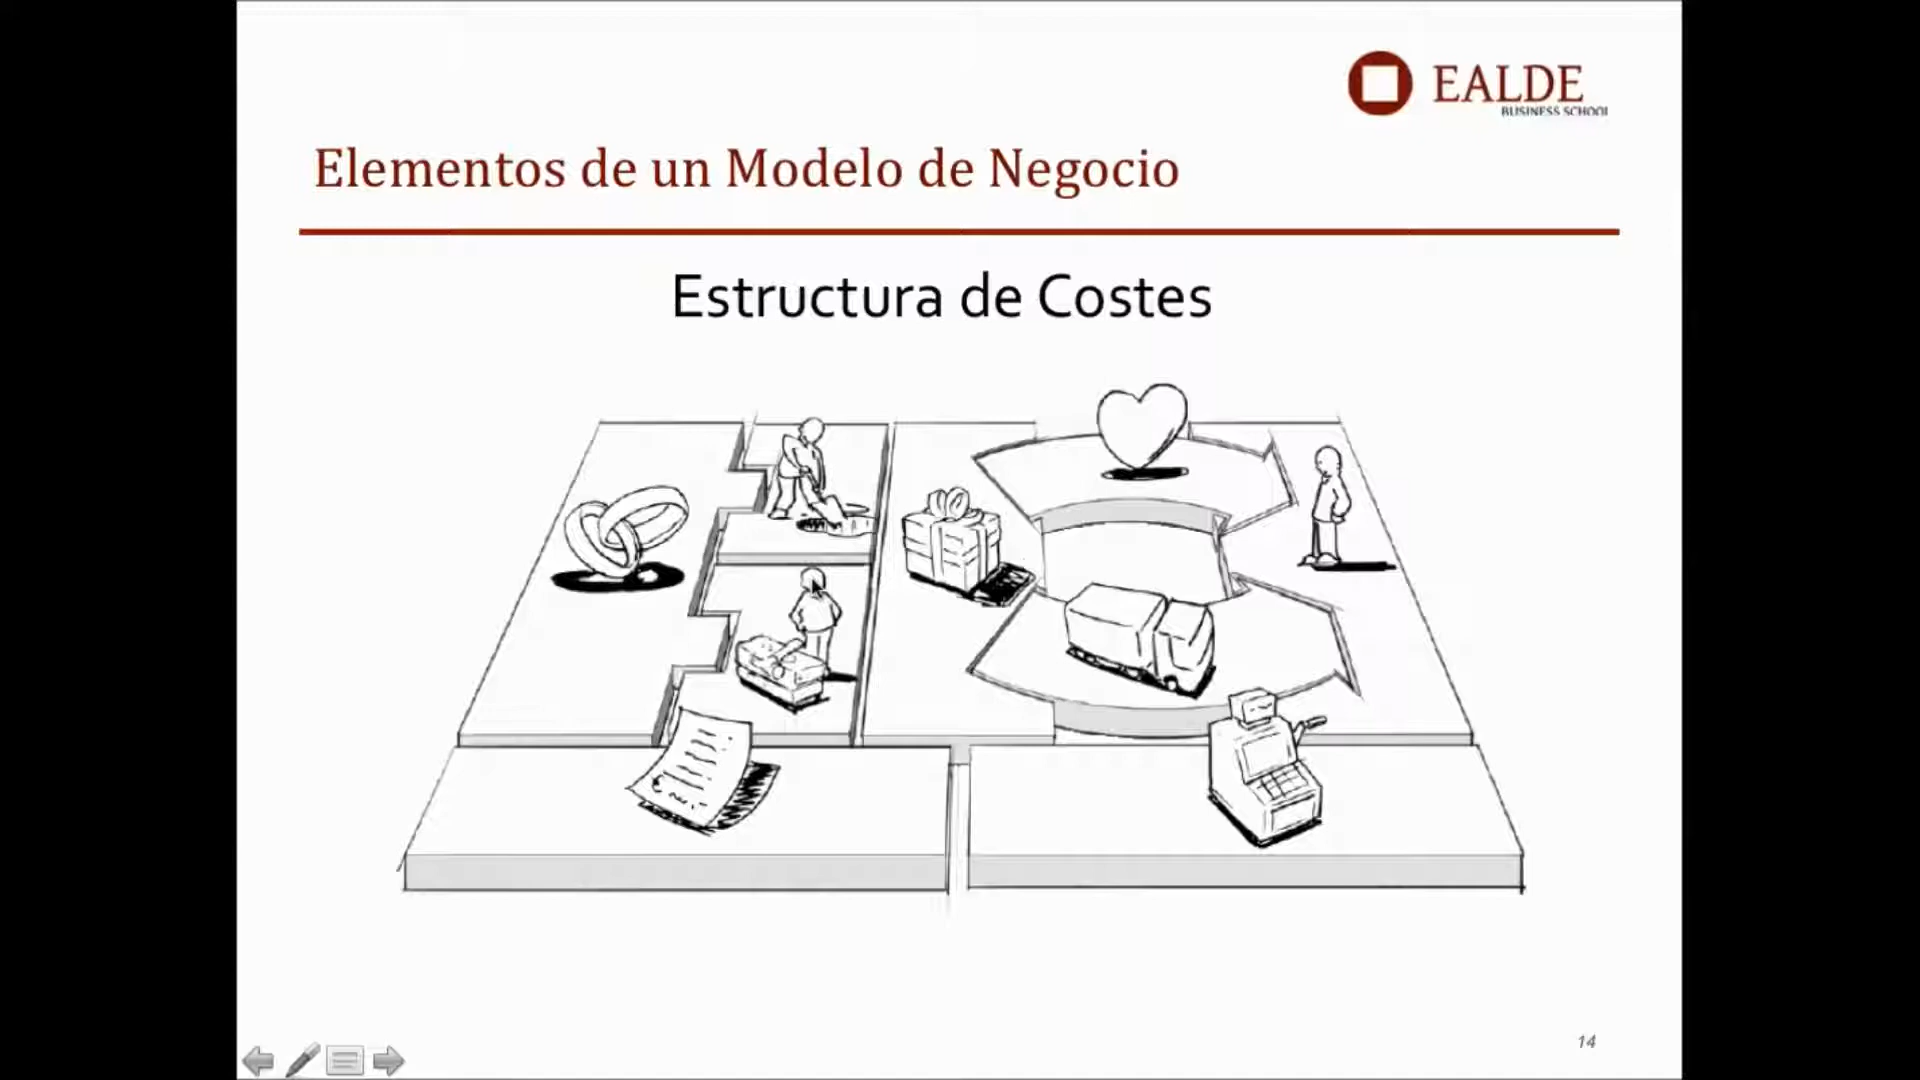 EALDE
BUSINESS SCHOOL
Elementos de un Modelo de Negocio
Estructura de Costes
14